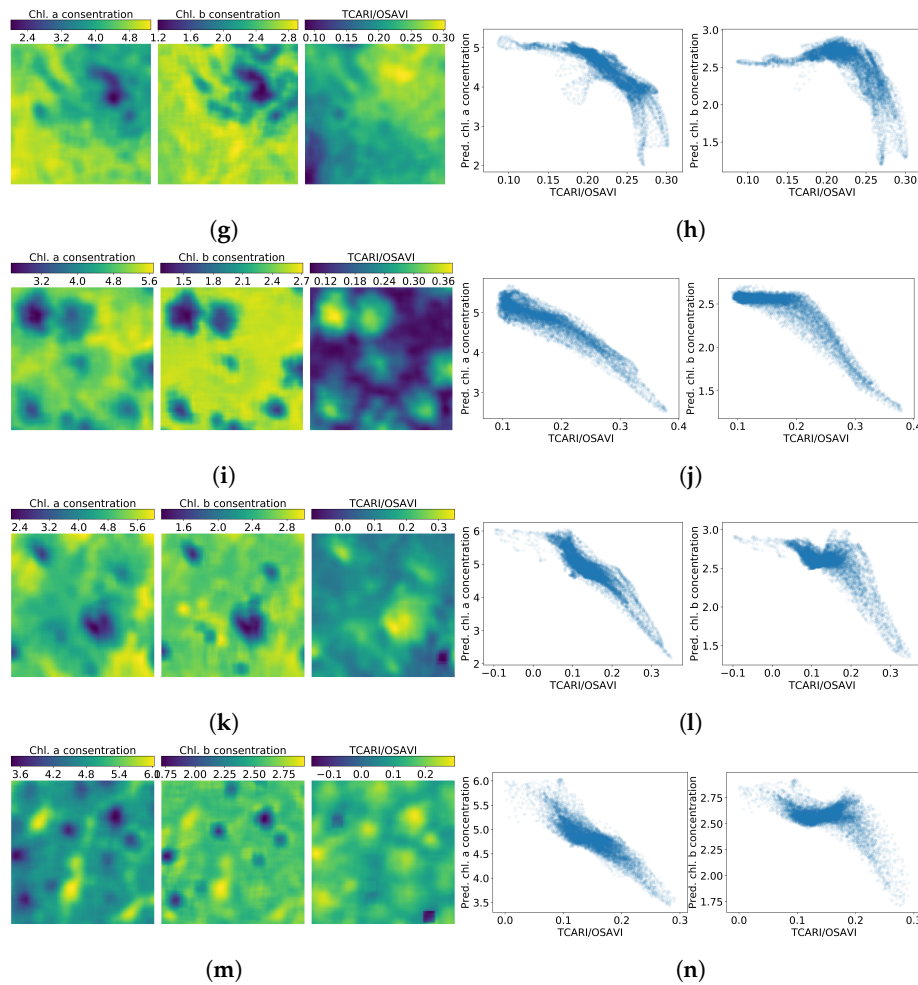 Chl. a consentration Chl. b consentration TCARI/OSAVI
2.4 3.2 4.0 4.8 1.2 1.6 2.0 2.4 2.8 0.10 0.15 0.20 0.25 0.30
(g)
Pred. chl. a concentration
5
4
3
2
0.10 0.15 0.20 0.25 0.30
TCARI/OSAVI
Pred. chl. b concentration
3.0
2.5
2.0
1.5
0.10 0.15 0.20 0.25 0.30
TCARI/OSAVI
(h)
Chl. a consentration Chl. b consentration TCARI/OSAVI
3.2 4.0 4.8 5.6 1.5 1.8 2.1 2.4 2.7 0.12 0.18 0.24 0.30 0.36
(i)
Pred. chl. a concentration
5
4
3
0.1 0.2 0.3 0.4
TCARI/OSAVI
Pred. chl. b concentration
2.5
2.0
1.5
0.1 0.2 0.3 0.4
TCARI/OSAVI
(j)
Chl. a consentration Chl. b consentration TCARI/OSAVI
2.4 3.2 4.0 4.8 5.6 1.6 2.0 2.4 2.8 0.0 0.1 0.2 0.3
(k)
Pred. chl. a concentration
6
5
4
3
2
−0.1 0.0 0.1 0.2 0.3
TCARI/OSAVI
Pred. chl. b concentration
3.0
2.5
2.0
1.5
−0.1 0.0 0.1 0.2 0.3
TCARI/OSAVI
(l)
Chl. a consentration Chl. b consentration TCARI/OSAVI
3.6 4.2 4.8 5.4 6.0 1.75 2.00 2.25 2.50 2.75 −0.1 0.0 0.1 0.2
(m)
Pred. chl. a concentration
6.0
5.5
5.0
4.5
4.0
3.5
0.0 0.1 0.2 0.3
TCARI/OSAVI
Pred. chl. b concentration
2.75
2.50
2.25
2.00
1.75
0.0 0.1 0.2 0.3
TCARI/OSAVI
(n)